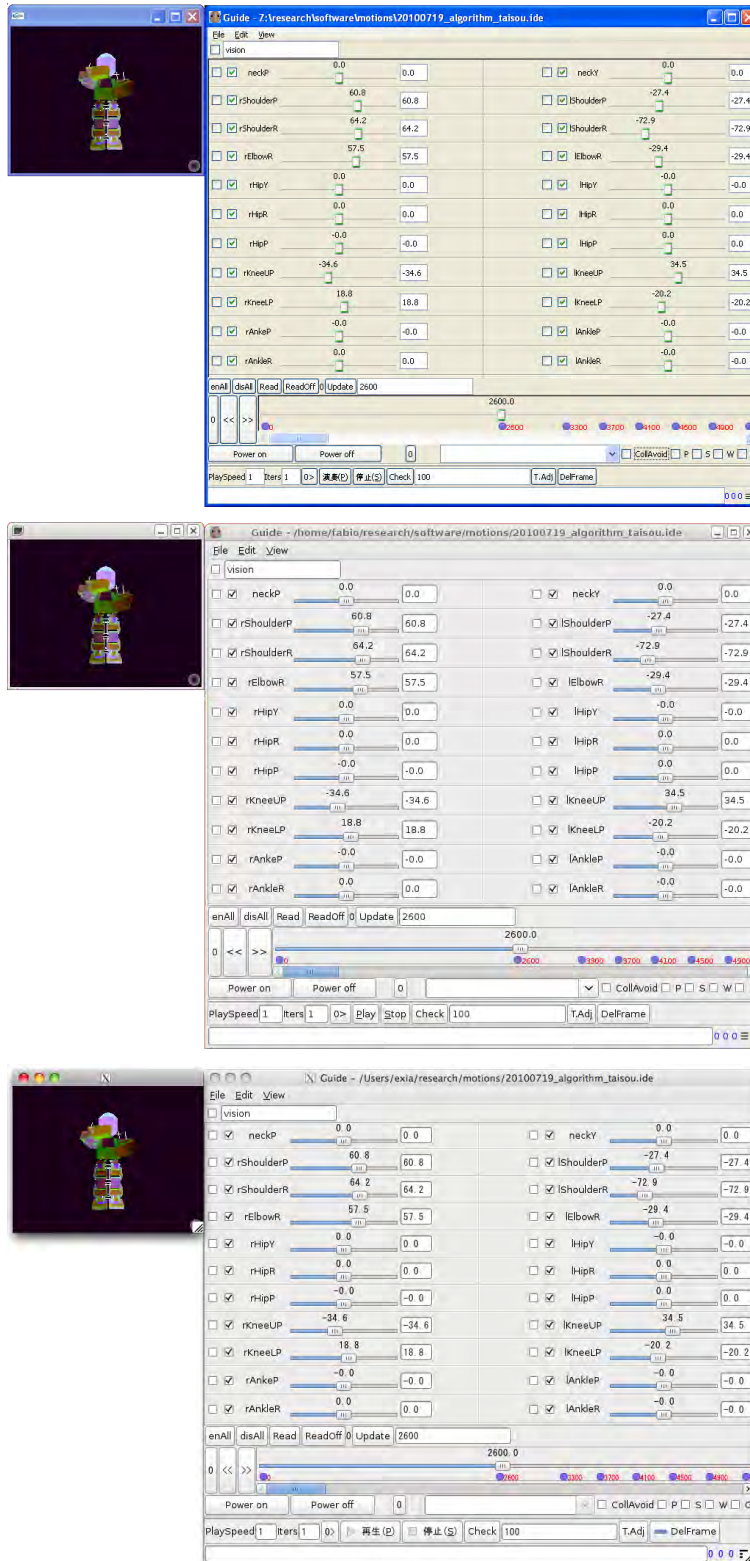 Guide - Z:\research\software\motions\20100719_algorithm_taisou.ide
File Edit View
vision
neckP 0.0 0.0 neckY 0.0 0.0
rShoulderP 60.8 60.8 lShoulderP -27.4 -27.4
rShoulderR 64.2 64.2 lShoulderR -72.9 -72.9
rElbowR 57.5 57.5 lElbowR -29.4 -29.4
rHipY 0.0 0.0 lHipY -0.0 -0.0
rHipR 0.0 0.0 lHipR 0.0 0.0
rHipP -0.0 -0.0 lHipP 0.0 0.0
rKneeUP -34.6 -34.6 lKneeUP 34.5 34.5
rKneeLP 18.8 18.8 lKneeLP -20.2 -20.2
rAnkeP -0.0 -0.0 lAnkleP -0.0 -0.0
rAnkleR 0.0 0.0 lAnkleR -0.0 -0.0
enAll disAll Read ReadOff 0 Update 2600
2600.0
0 << >> 0 2600 3300 3700 4100 4500 4900
Power on Power off 0 CollAvoid P S W
PlaySpeed 1 Iters 1 0> 演奏(P) 停止(S) Check 100 T.Adj DelFrame
0 0 0
Guide - /home/fabio/research/software/motions/20100719_algorithm_taisou.ide
File Edit View
vision
neckP 0.0 0.0 neckY 0.0 0.0
rShoulderP 60.8 60.8 lShoulderP -27.4 -27.4
rShoulderR 64.2 64.2 lShoulderR -72.9 -72.9
rElbowR 57.5 57.5 lElbowR -29.4 -29.4
rHipY 0.0 0.0 lHipY -0.0 -0.0
rHipR 0.0 0.0 lHipR 0.0 0.0
rHipP -0.0 -0.0 lHipP 0.0 0.0
rKneeUP -34.6 -34.6 lKneeUP 34.5 34.5
rKneeLP 18.8 18.8 lKneeLP -20.2 -20.2
rAnkeP -0.0 -0.0 lAnkleP -0.0 -0.0
rAnkleR 0.0 0.0 lAnkleR -0.0 -0.0
enAll disAll Read ReadOff 0 Update 2600
2600.0
0 << >> 0 2600 3300 3700 4100 4500 4900
Power on Power off 0 CollAvoid P S W
PlaySpeed 1 Iters 1 0> Play Stop Check 100 T.Adj DelFrame
0 0 0
X Guide - /Users/exia/research/motions/20100719_algorithm_taisou.ide
File Edit View
vision
neckP 0.0 0.0 neckY 0.0 0.0
rShoulderP 60.8 60.8 lShoulderP -27.4 -27.4
rShoulderR 64.2 64.2 lShoulderR -72.9 -72.9
rElbowR 57.5 57.5 lElbowR -29.4 -29.4
rHipY 0.0 0.0 lHipY -0.0 -0.0
rHipR 0.0 0.0 lHipR 0.0 0.0
rHipP -0.0 -0.0 lHipP 0.0 0.0
rKneeUP -34.6 -34.6 lKneeUP 34.5 34.5
rKneeLP 18.8 18.8 lKneeLP -20.2 -20.2
rAnkeP -0.0 -0.0 lAnkleP -0.0 -0.0
rAnkleR 0.0 0.0 lAnkleR -0.0 -0.0
enAll disAll Read ReadOff 0 Update 2600
2600.0
0 << >> 0 2600 3300 3700 4100 4500 4900
Power on Power off 0 CollAvoid P S W
PlaySpeed 1 Iters 1 0> 再生(P) 停止(S) Check 100 T.Adj DelFrame
0 0 0